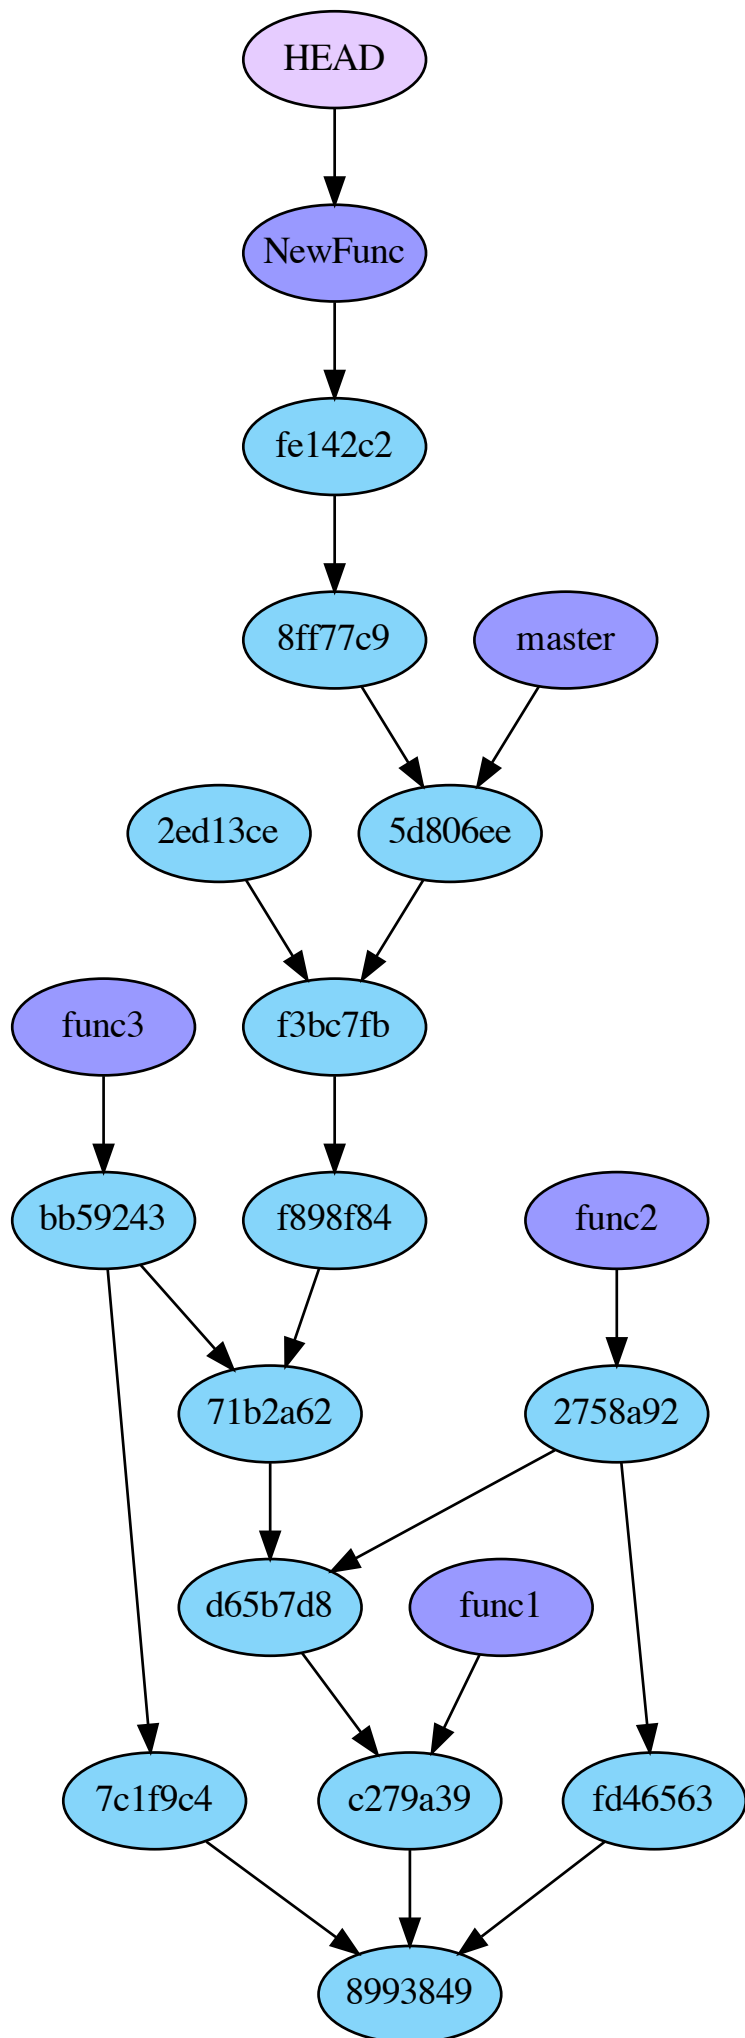 HEAD
NewFunc
fe142c2
8ff77c9
master
2ed13ce
5d806ee
func3
f3bc7fb
bb59243
f898f84
func2
71b2a62
2758a92
d65b7d8
func1
7c1f9c4
c279a39
fd46563
8993849